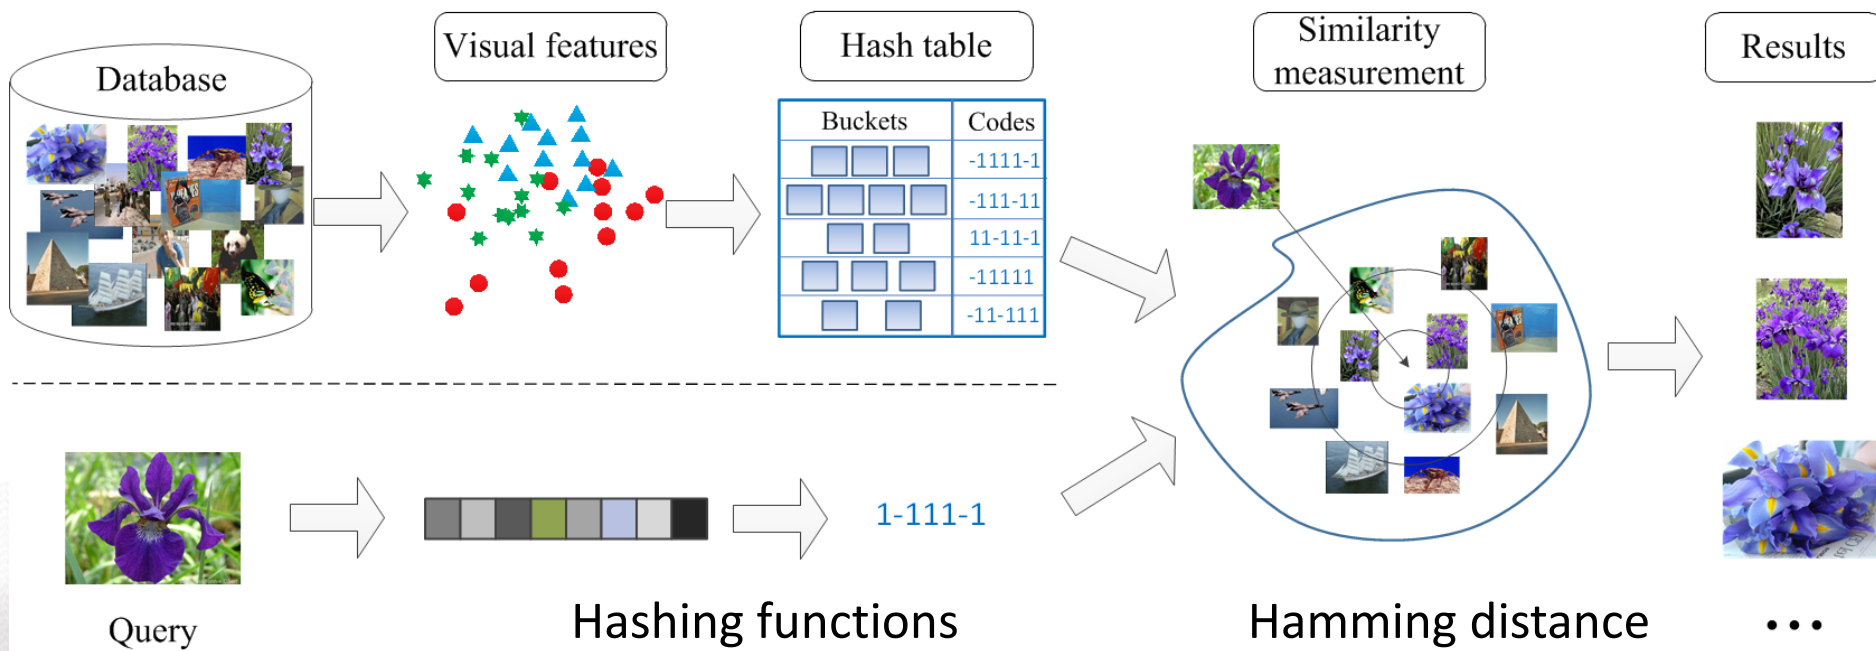 Database
Visual features
Hash table
Similarity
measurement
Results
Buckets
Codes
-1111-1
-111-11
11-11-1
-11111
-11-111
1-111-1
Query
Hashing functions
Hamming distance
...